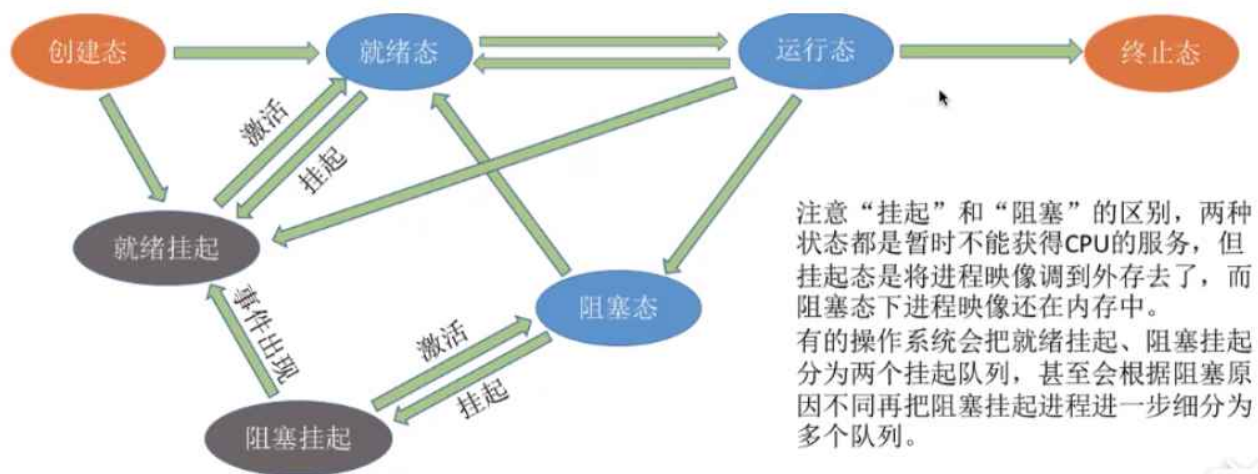 创建态
就绪态
运行态
终止态
激活
挂起
就绪挂起
注意“挂起”和“阻塞”的区别，两种
状态都是暂时不能获得CPU的服务，但
挂起态是将进程映像调到外存去了，而
阻塞态下进程映像还在内存中。
有的操作系统会把就绪挂起、阻塞挂起
分为两个挂起队列，甚至会根据阻塞原
因不同再把阻塞挂起进程进一步细分为
多个队列。
阻塞态
事件出现
激活
挂起
阻塞挂起